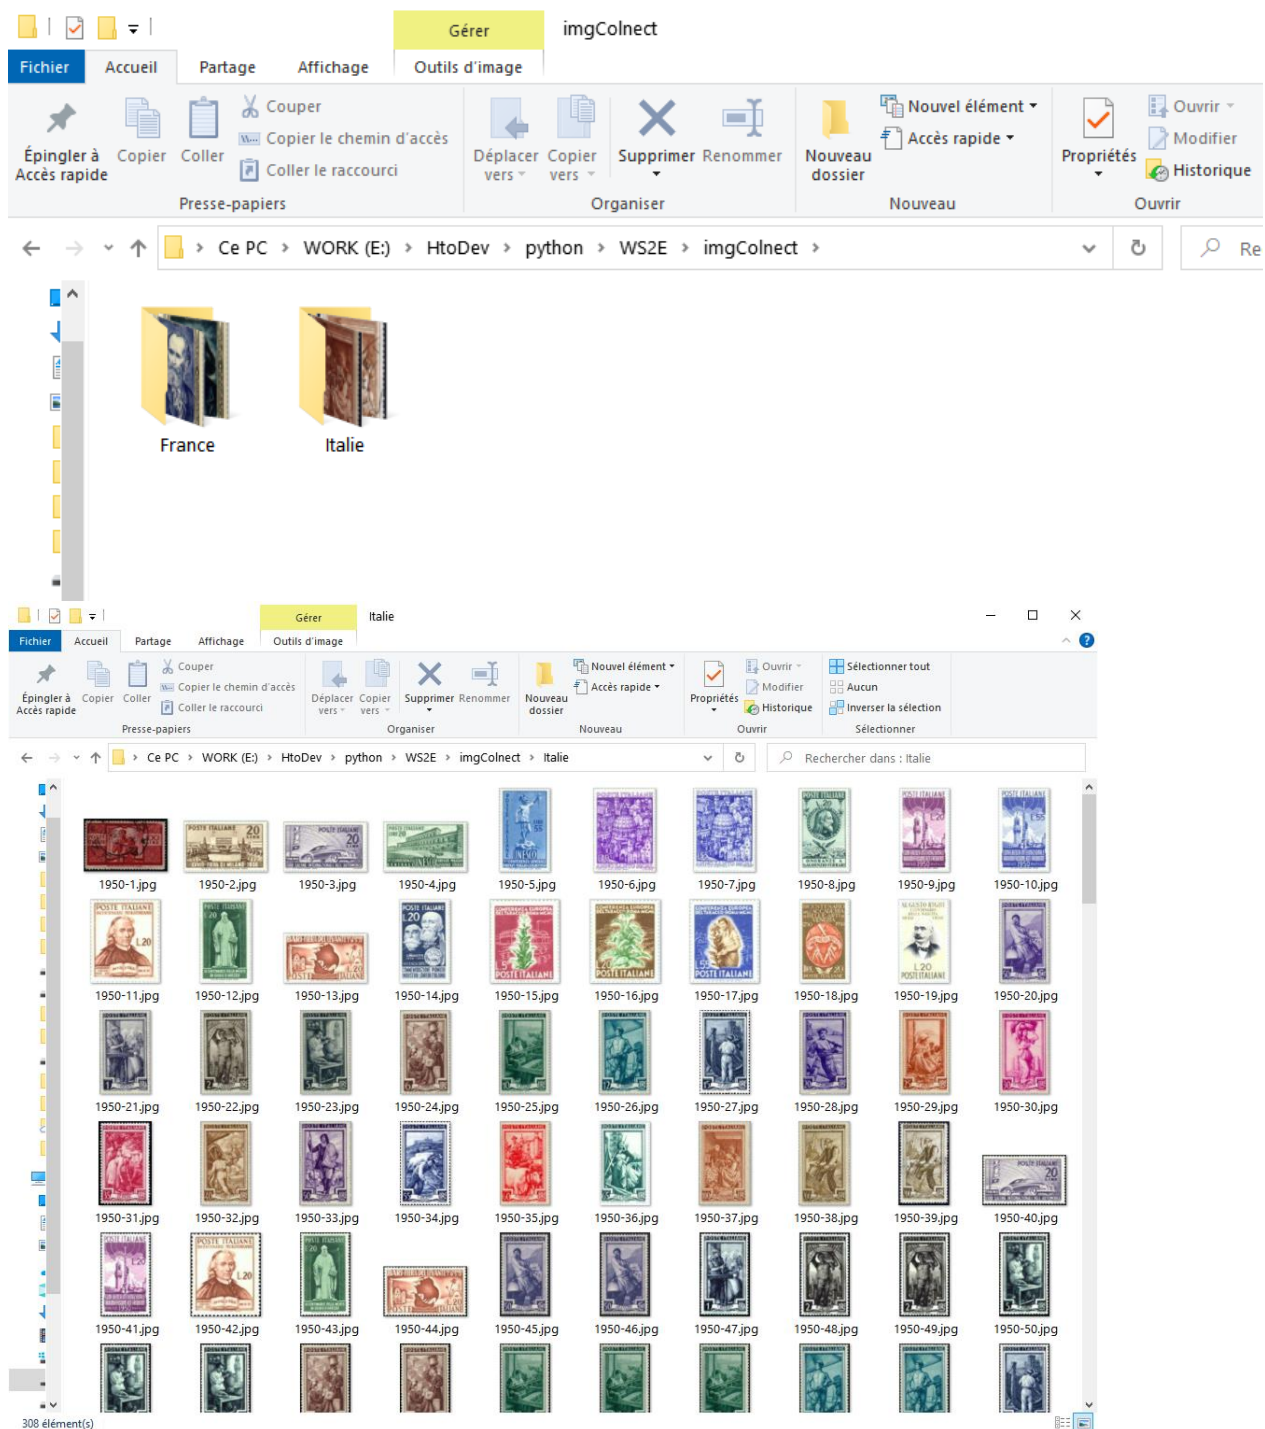 Gérer imgColnect
Fichier Accueil Partage Affichage Outils d'image
Épingler à Accès rapide
Copier
Coller
Couper
Copier le chemin d'accès
Coller le raccourci
Déplacer vers
Copier vers
Supprimer
Renommer
Nouveau dossier
Nouvel élément
Accès rapide
Propriétés
Ouvrir
Modifier
Historique
Presse-papiers Organiser Nouveau Ouvrir
Ce PC > WORK (E:) > HtoDev > python > WS2E > imgColnect > Re
France Italie
Gérer Italie
Fichier Accueil Partage Affichage Outils d'image
Épingler à Accès rapide
Copier
Coller
Couper
Copier le chemin d'accès
Coller le raccourci
Déplacer vers
Copier vers
Supprimer
Renommer
Nouveau dossier
Nouvel élément
Accès rapide
Propriétés
Ouvrir
Modifier
Historique
Sélectionner tout
Aucun
Inverser la sélection
Presse-papiers Organiser Nouveau Ouvrir Sélectionner
Ce PC > WORK (E:) > HtoDev > python > WS2E > imgColnect > Italie Rechercher dans : Italie
1950-1.jpg 1950-2.jpg 1950-3.jpg 1950-4.jpg 1950-5.jpg 1950-6.jpg 1950-7.jpg 1950-8.jpg 1950-9.jpg 1950-10.jpg
1950-11.jpg 1950-12.jpg 1950-13.jpg 1950-14.jpg 1950-15.jpg 1950-16.jpg 1950-17.jpg 1950-18.jpg 1950-19.jpg 1950-20.jpg
1950-21.jpg 1950-22.jpg 1950-23.jpg 1950-24.jpg 1950-25.jpg 1950-26.jpg 1950-27.jpg 1950-28.jpg 1950-29.jpg 1950-30.jpg
1950-31.jpg 1950-32.jpg 1950-33.jpg 1950-34.jpg 1950-35.jpg 1950-36.jpg 1950-37.jpg 1950-38.jpg 1950-39.jpg 1950-40.jpg
1950-41.jpg 1950-42.jpg 1950-43.jpg 1950-44.jpg 1950-45.jpg 1950-46.jpg 1950-47.jpg 1950-48.jpg 1950-49.jpg 1950-50.jpg
308 élément(s)